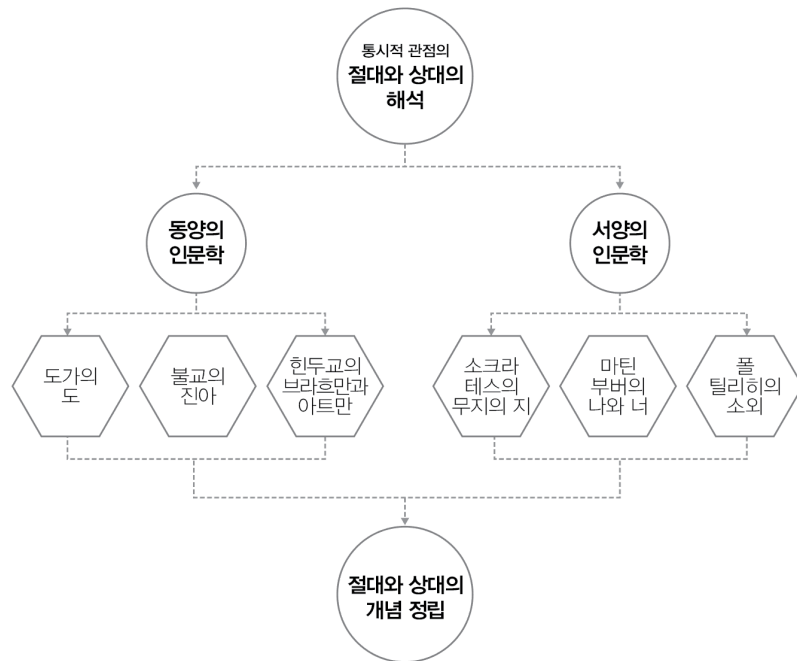 통시적 관점의
절대와 상대의
해석
동양의
인문학
서양의
인문학
도가의
도
불교의
진아
힌두교의
브라흐만과
아트만
소크라
테스의
무지의 지
마틴
부버의
나와 너
폴
틸리히의
소외
절대와 상대의
개념 정립